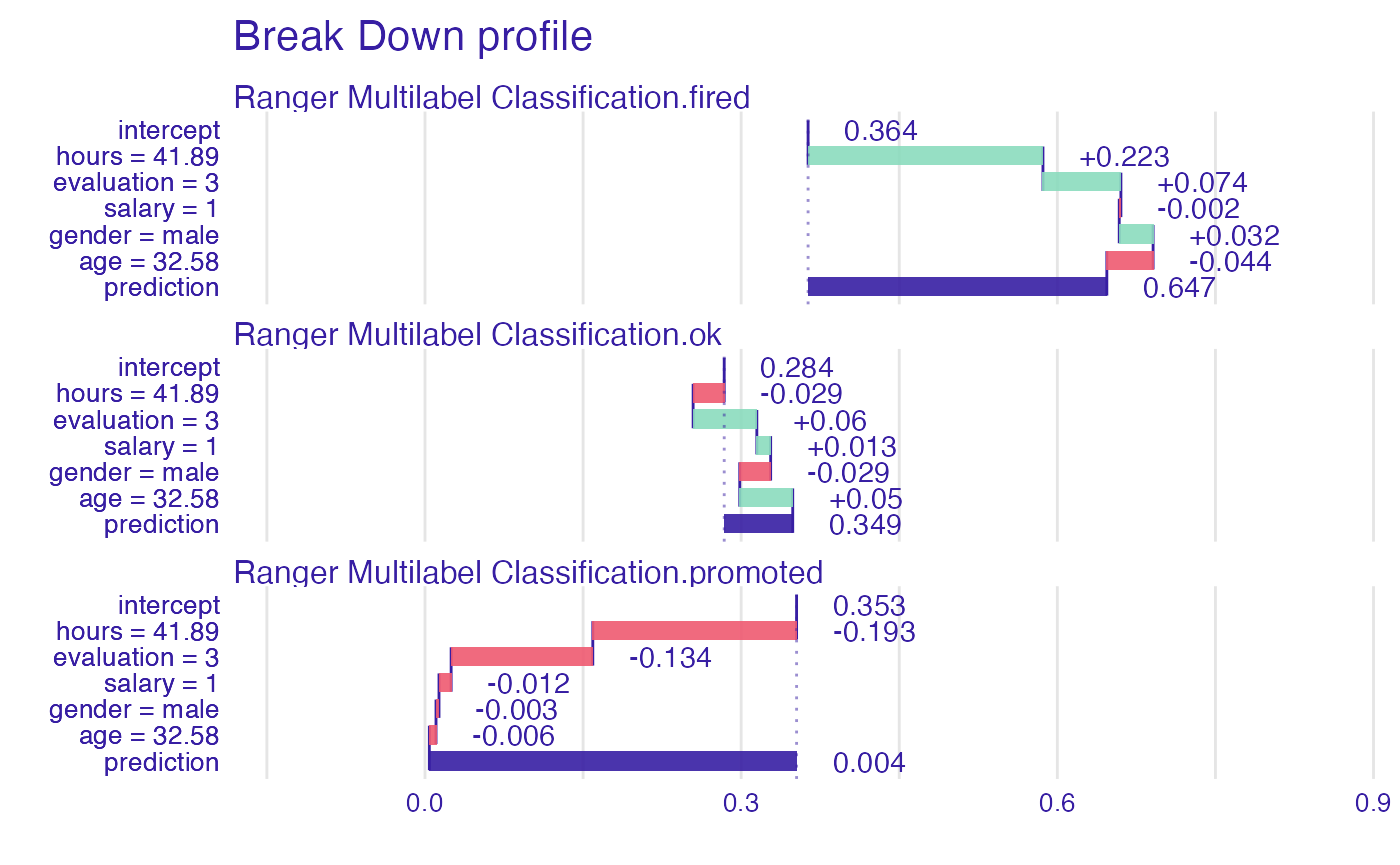 Break Down profile
Ranger Multilabel Classification.fired
intercept 0.364
hours = 41.89 +0.223
evaluation = 3 +0.074
salary = 1 -0.002
gender = male +0.032
age = 32.58 -0.044
prediction 0.647
Ranger Multilabel Classification.ok
intercept 0.284
hours = 41.89 -0.029
evaluation = 3 +0.06
salary = 1 +0.013
gender = male -0.029
age = 32.58 +0.05
prediction 0.349
Ranger Multilabel Classification.promoted
intercept 0.353
hours = 41.89 -0.193
evaluation = 3 -0.134
salary = 1 -0.012
gender = male -0.003
age = 32.58 -0.006
prediction 0.004
0.0 0.3 0.6 0.9